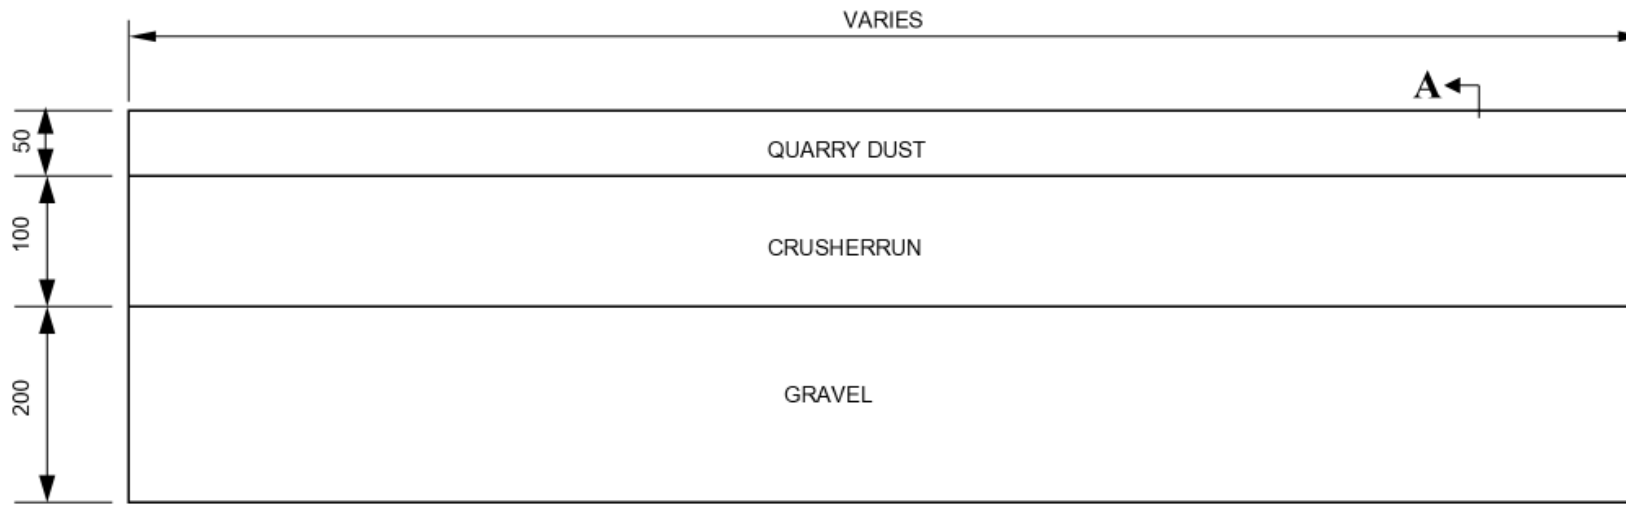 VARIES
A
50
QUARRY DUST
100
CRUSHERRUN
200
GRAVEL